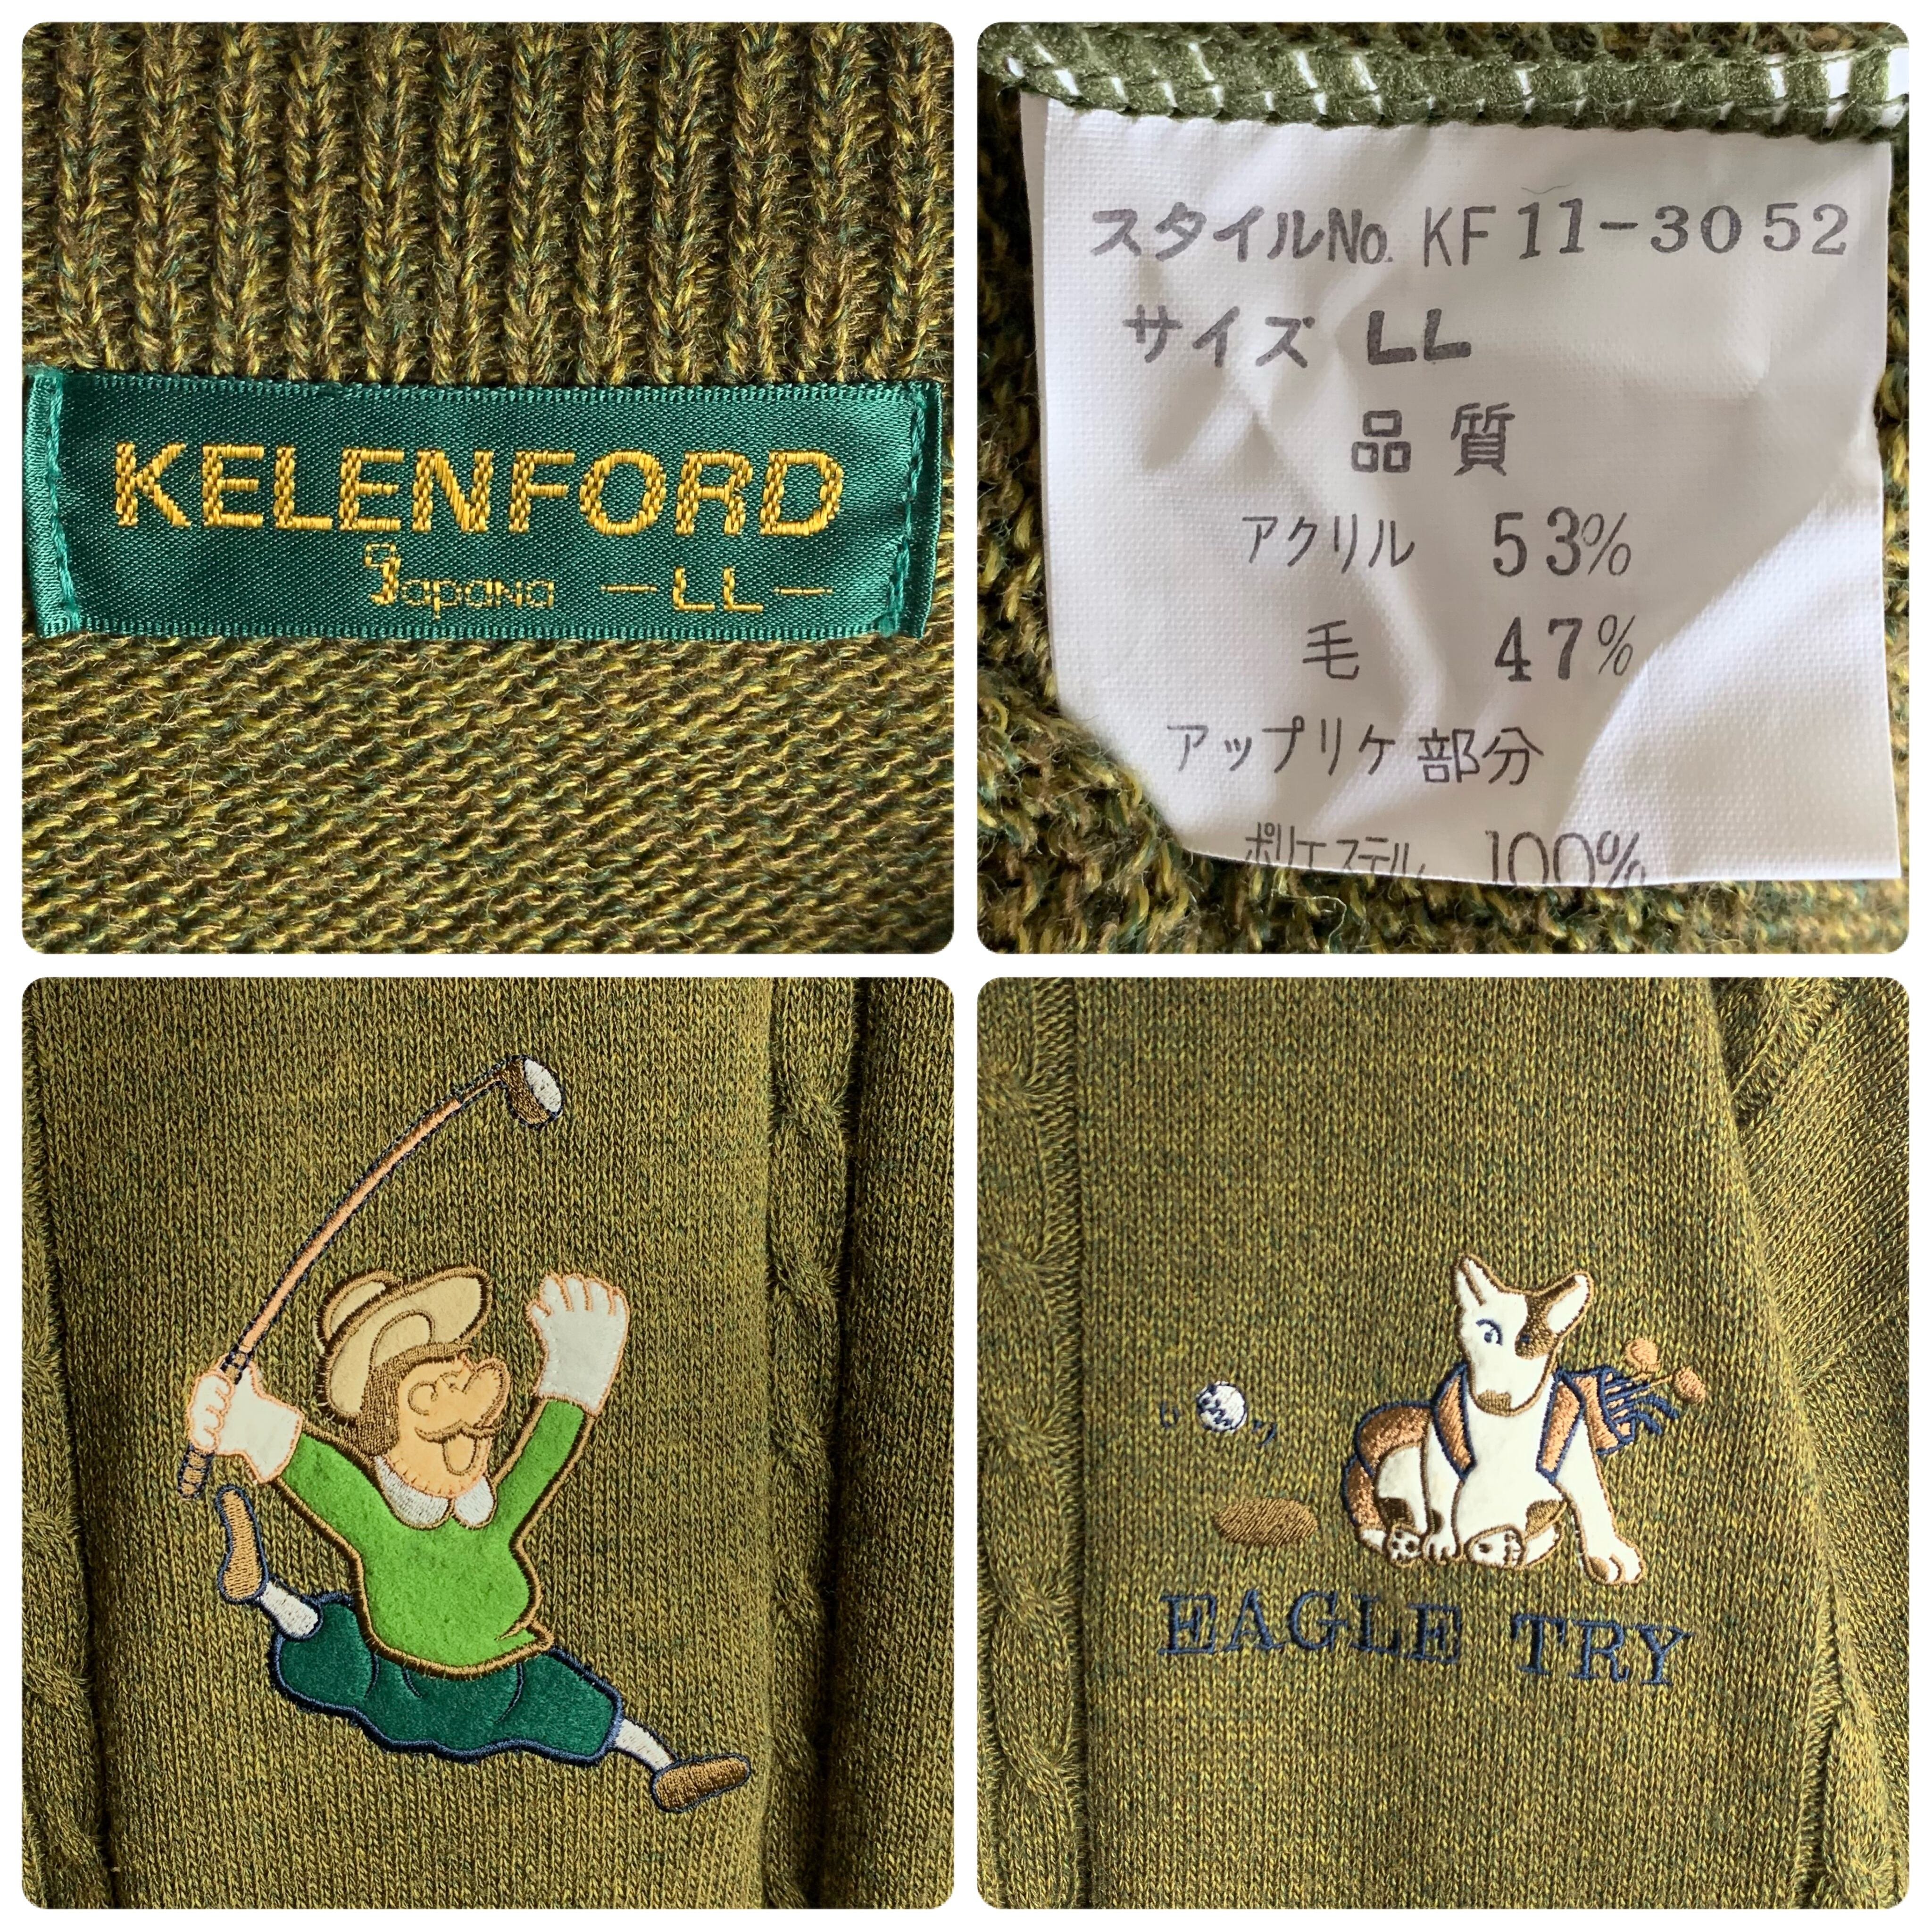 KELENFORD
Japana -LL-
スタイルNo. KF 11-3052
サイズ LL
品質
アクリル 53%
毛 47%
アップリケ部分
ポリエステル 100%
EAGLE TRY